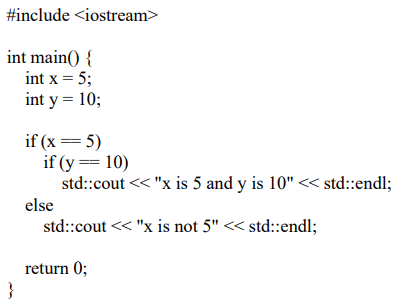 #include <iostream>

int main() {
    int x = 5;
    int y = 10;

    if (x == 5)
        if (y == 10)
            std::cout << "x is 5 and y is 10" << std::endl;
    else
        std::cout << "x is not 5" << std::endl;

    return 0;
}